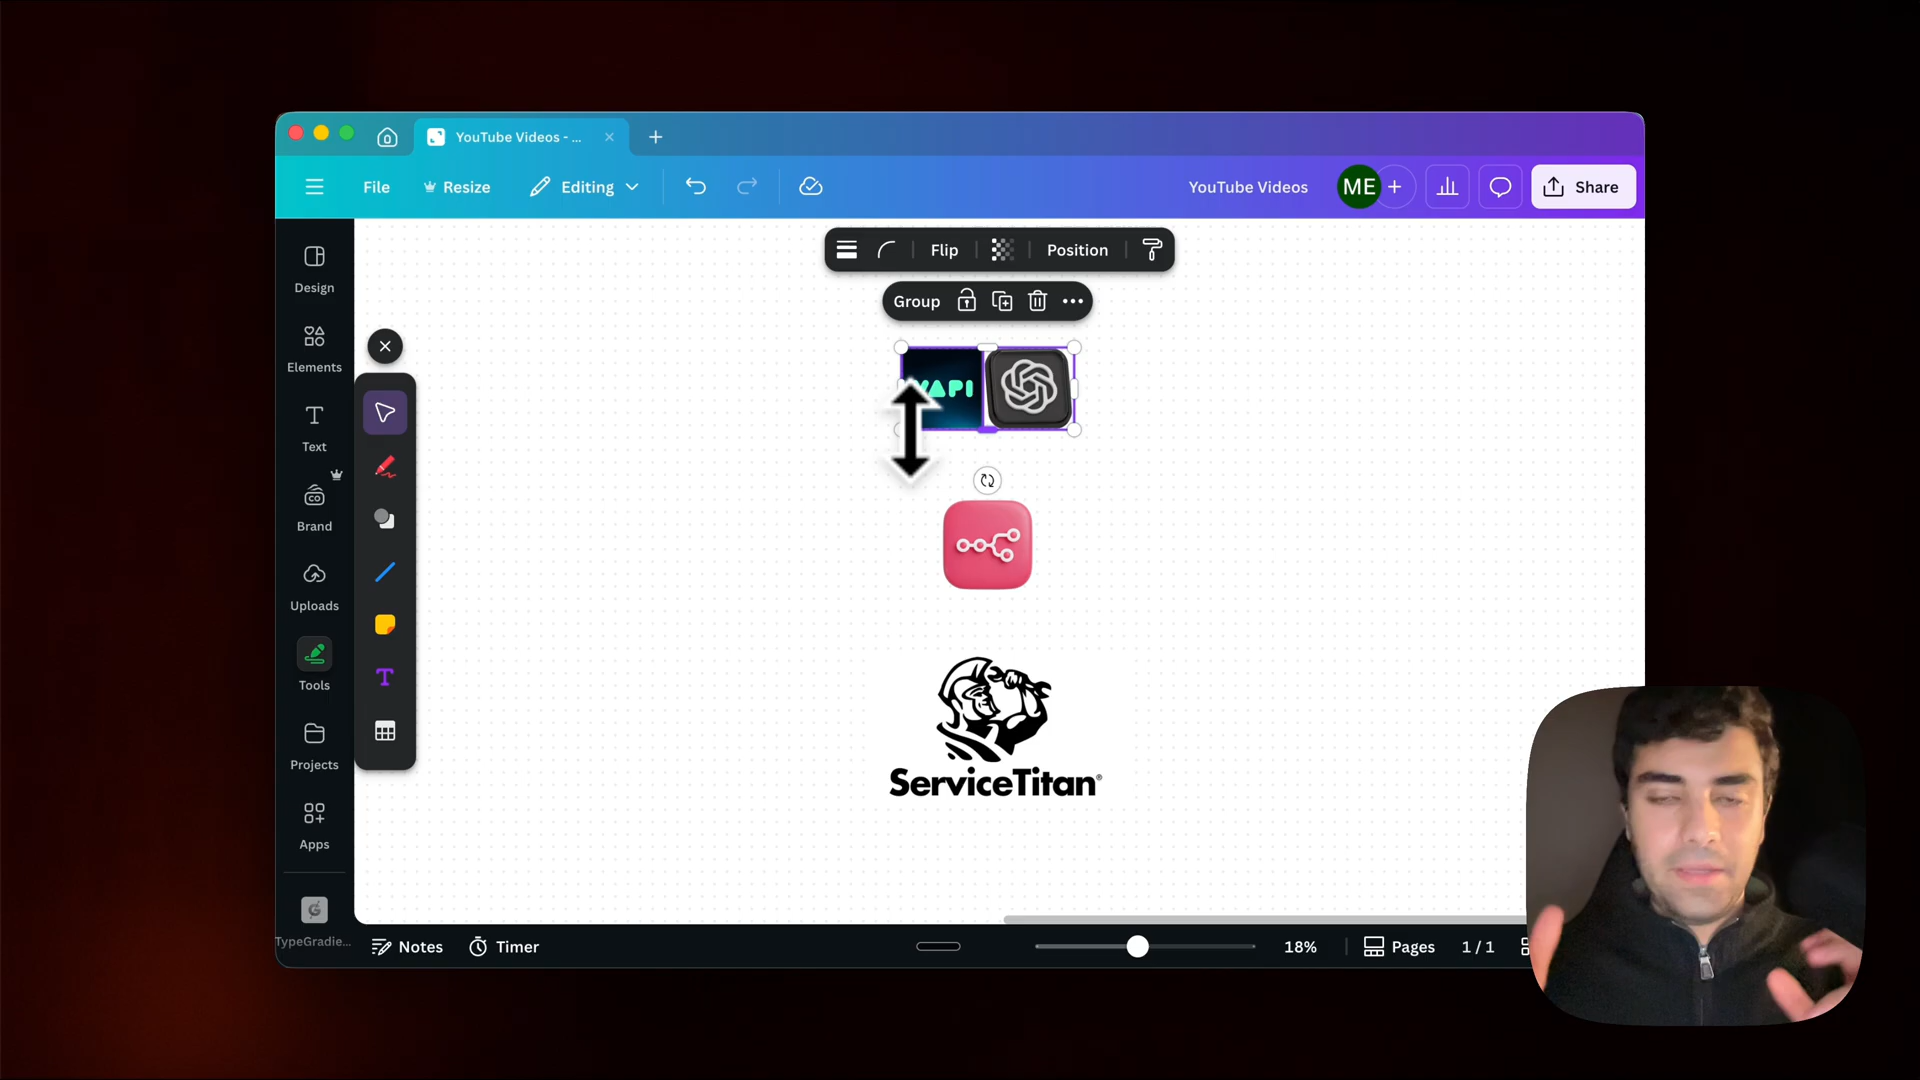 YouTube Videos - ...
File
Resize
Editing
YouTube Videos
ME
Share
Flip
Position
Group
Design
Elements
Text
Brand
Uploads
Tools
Projects
Apps
TypeGradie...
VAPI
ServiceTitan®
Notes
Timer
18%
Pages
1 / 1